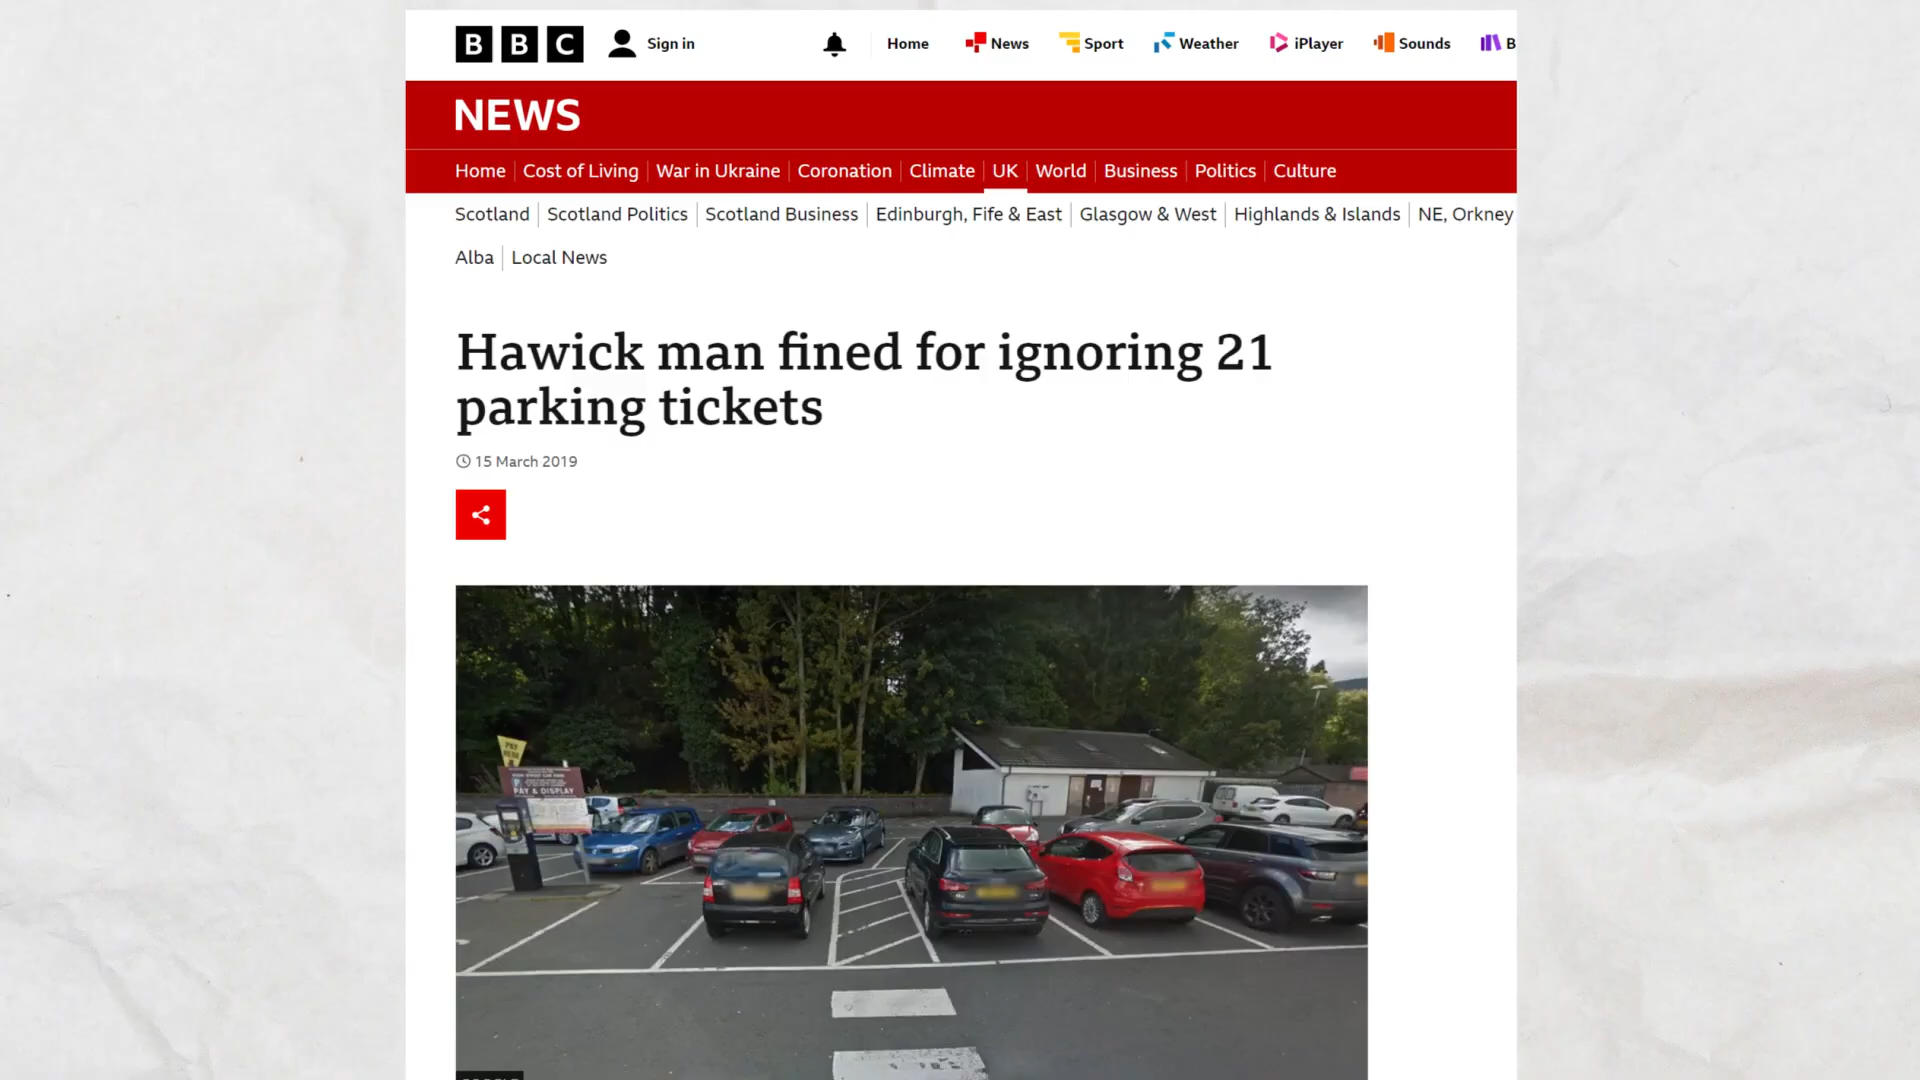 BBC Sign in Home News Sport Weather iPlayer Sounds B
NEWS
Home Cost of Living War in Ukraine Coronation Climate UK World Business Politics Culture
Scotland Scotland Politics Scotland Business Edinburgh, Fife & East Glasgow & West Highlands & Islands NE, Orkney
Alba Local News
Hawick man fined for ignoring 21
parking tickets
15 March 2019
PAY
HERE
PAY & DISPLAY